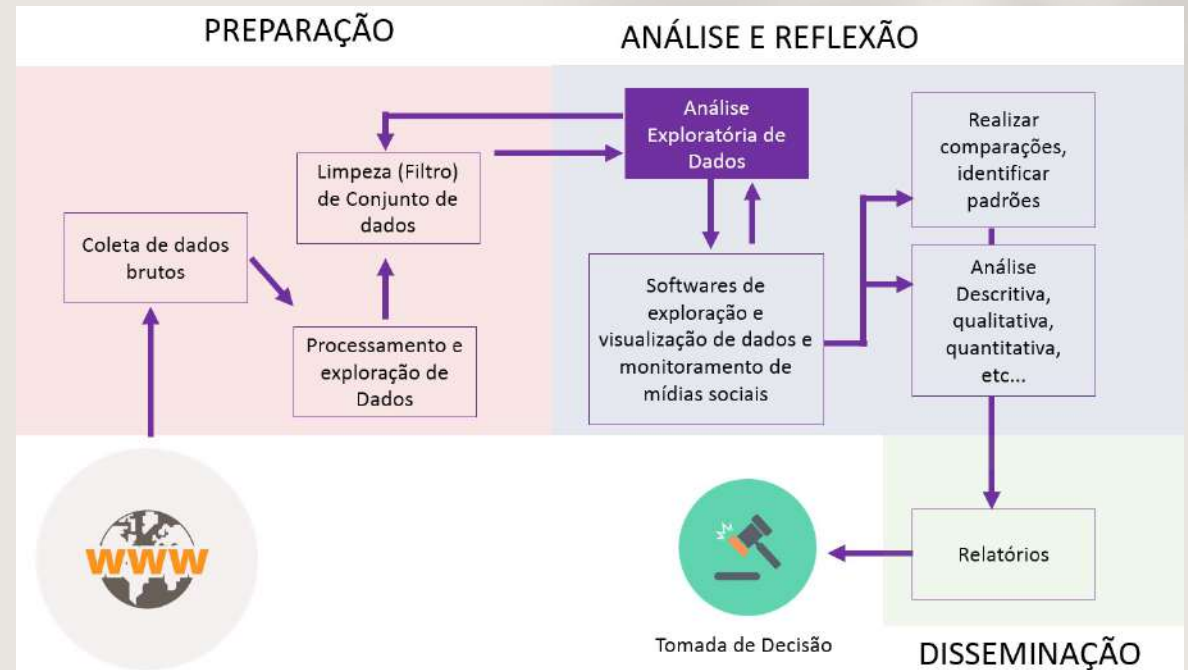 PREPARAÇÃO
ANÁLISE E REFLEXÃO
Coleta de dados
brutos
Limpeza (Filtro)
de Conjunto de
dados
Processamento e
exploração de
Dados
Análise
Exploratória de
Dados
Softwares de
exploração e
visualização de dados e
monitoramento de
mídias sociais
Realizar
comparações,
identificar
padrões
Análise
Descritiva,
qualitativa,
quantitativa,
etc...
WWW
Tomada de Decisão
Relatórios
DISSEMINAÇÃO